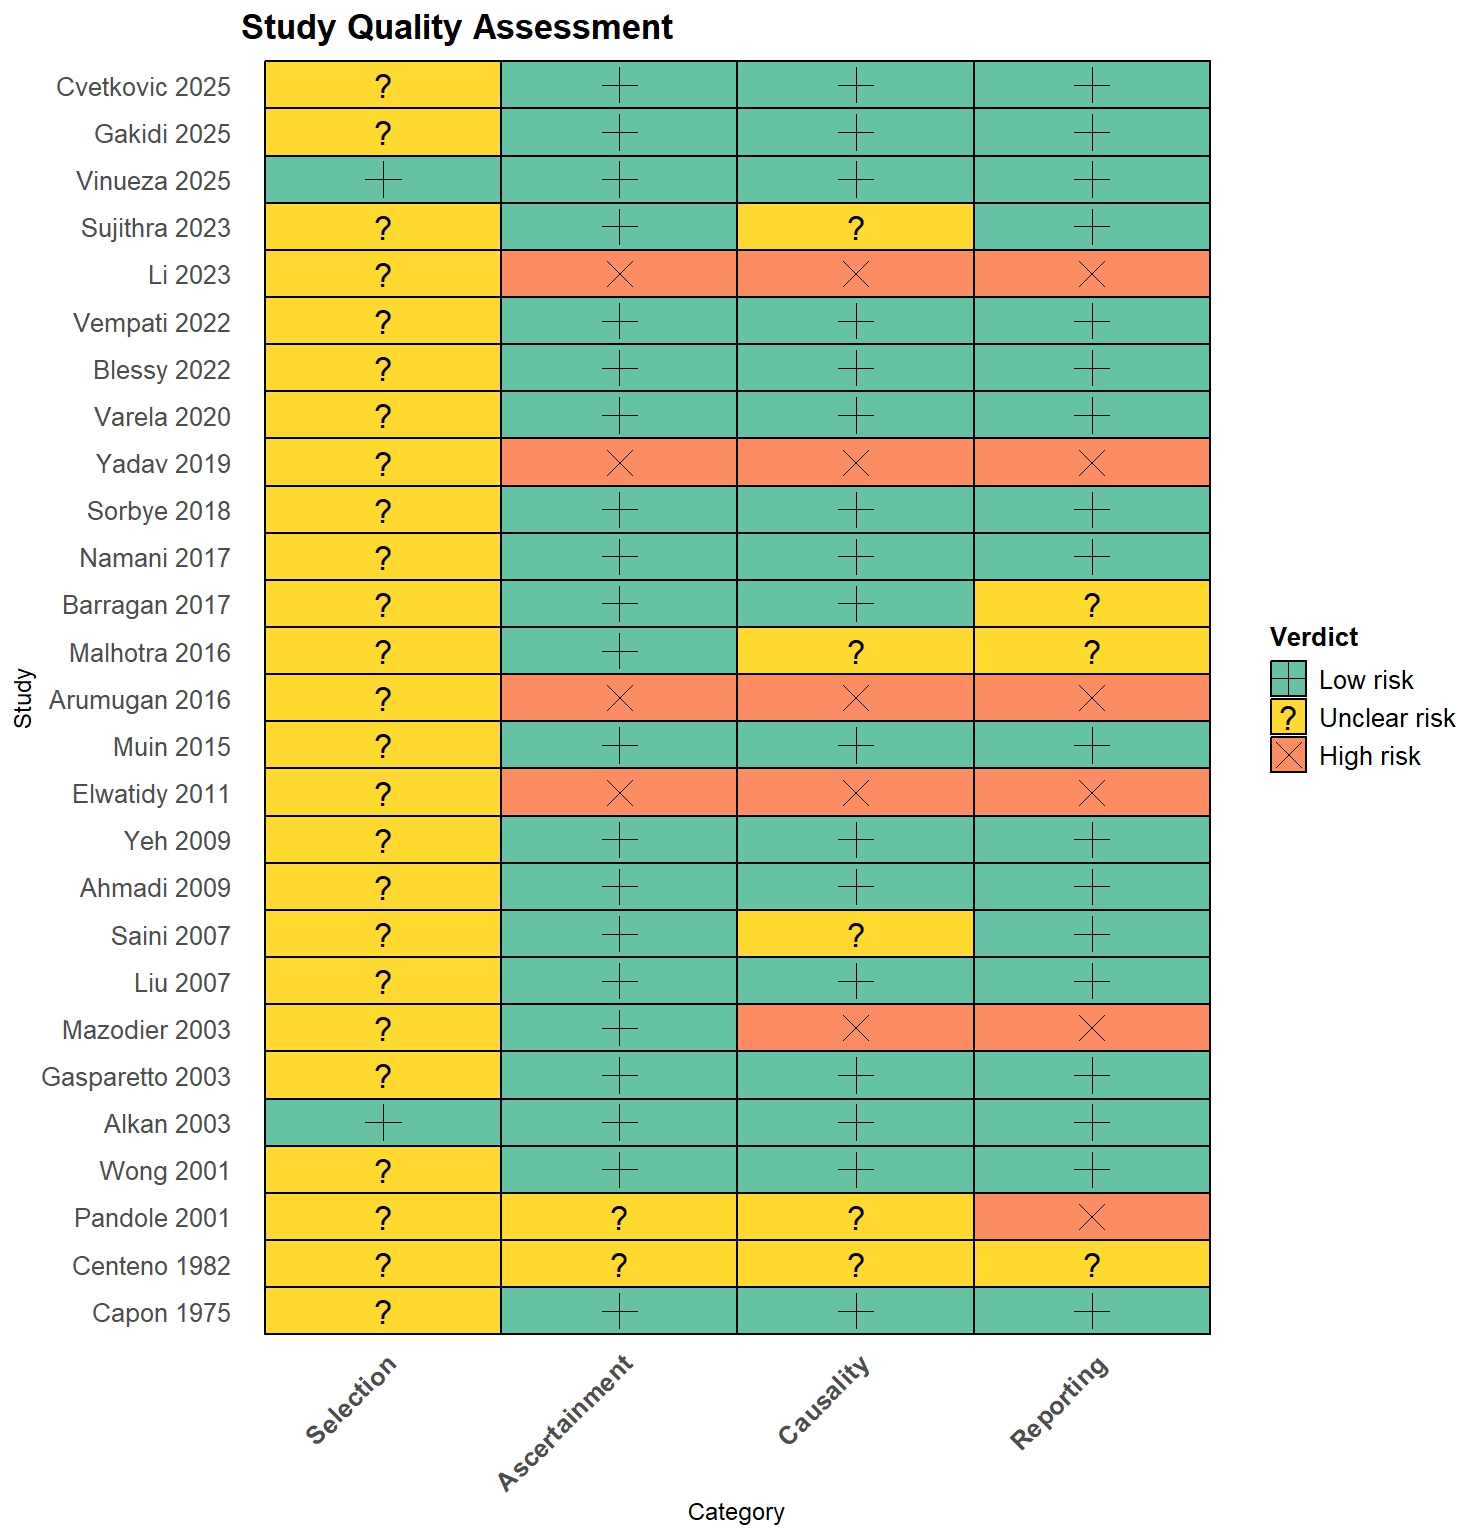 Study Quality Assessment
Cvetkovic 2025 ? + + +
Gakidi 2025 ? + + +
Vinueza 2025 + + + +
Sujithra 2023 ? + ? +
Li 2023 ? × × ×
Vempati 2022 ? + + +
Blessy 2022 ? + + +
Varela 2020 ? + + +
Yadav 2019 ? × × ×
Sorbye 2018 ? + + +
Namani 2017 ? + + +
Barragan 2017 ? + + ?
Malhotra 2016 ? + ? ?
Arumugan 2016 ? × × ×
Muin 2015 ? + + +
Elwatidy 2011 ? × × ×
Yeh 2009 ? + + +
Ahmadi 2009 ? + + +
Saini 2007 ? + ? +
Liu 2007 ? + + +
Mazodier 2003 ? + × ×
Gasparetto 2003 ? + + +
Alkan 2003 + + + +
Wong 2001 ? + + +
Pandole 2001 ? ? ? ×
Centeno 1982 ? ? ? ?
Capon 1975 ? + + +
Study
Selection
Ascertainment
Causality
Reporting
Category
Verdict
+ Low risk
? Unclear risk
× High risk